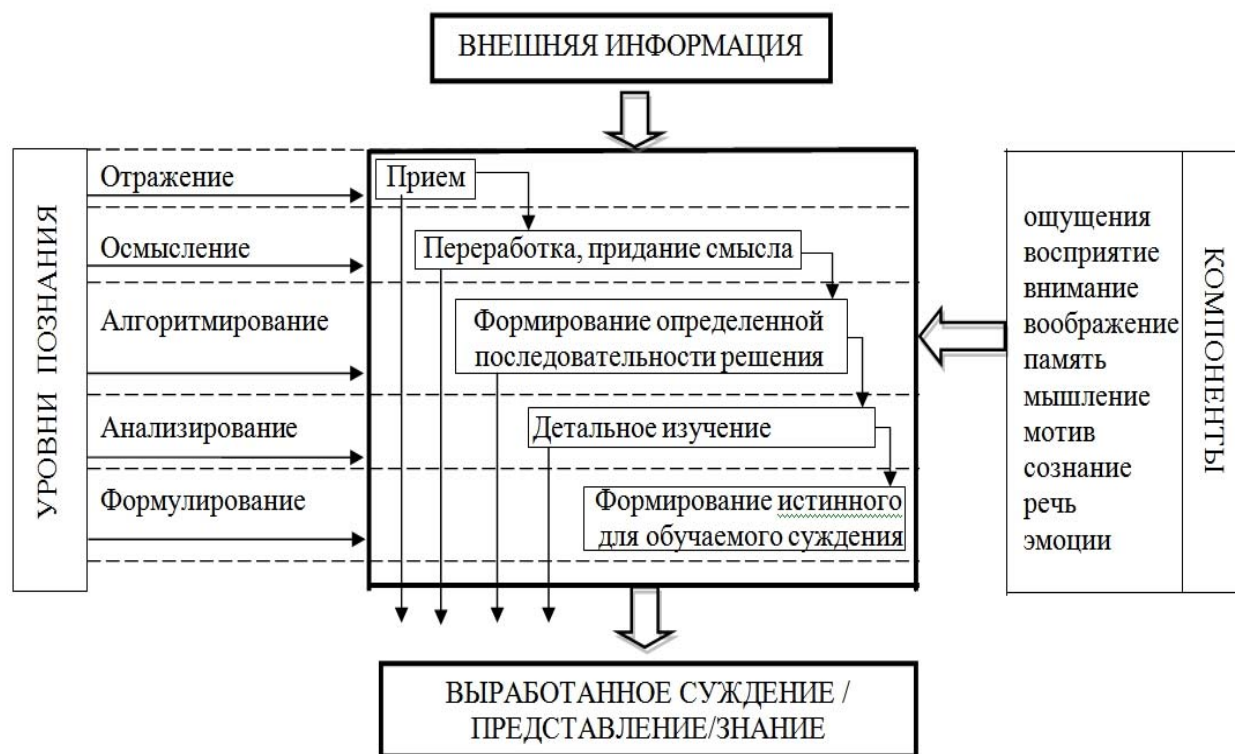 ВНЕШНЯЯ ИНФОРМАЦИЯ
УРОВНИ ПОЗНАНИЯ
Отражение
Прием
Осмысление
Переработка, придание смысла
Алгоритмирование
Формирование определенной
последовательности решения
Анализирование
Детальное изучение
Формулирование
Формирование истинного
для обучаемого суждения
ощущения
восприятие
внимание
воображение
память
мышление
мотив
сознание
речь
эмоции
КОМПОНЕНТЫ
ВЫРАБОТАННОЕ СУЖДЕНИЕ /
ПРЕДСТАВЛЕНИЕ/ЗНАНИЕ